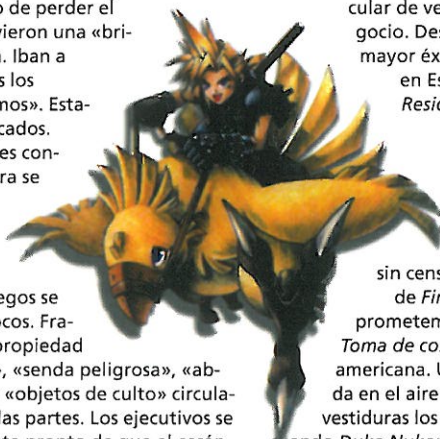 o de perder el
vieron una «bri-
. Iban a
s los
mos». Esta-
cados.
es con-
ra se
egos se
cos. Fra-
propiedad
», «senda peligrosa», «ab-
«objetos de culto» circula-
las partes. Los ejecutivos se
cular de ve
gocio. Des
mayor éx
en Es
Resid
sin cens
de Fin
prometem
Toma de co
americana. U
da en el aire
vestiduras los